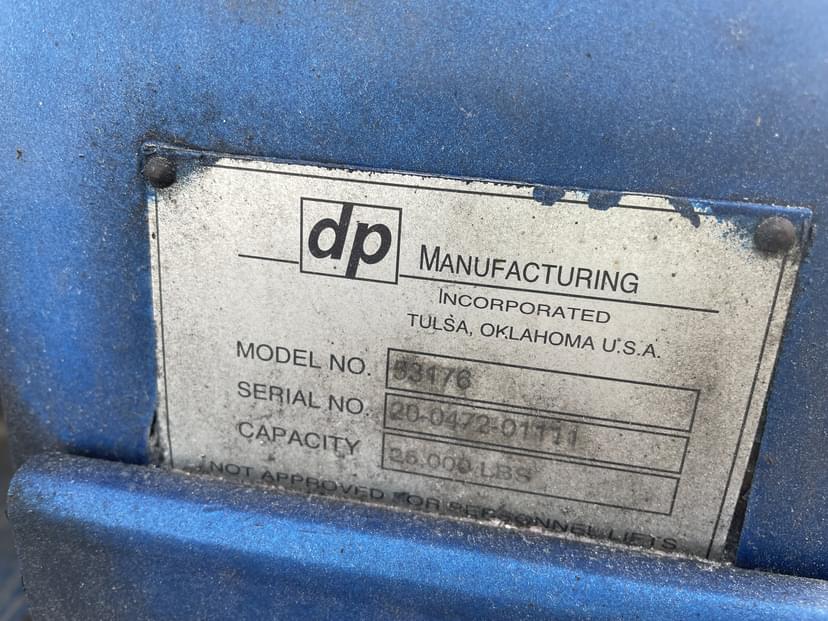 dp MANUFACTURING
INCORPORATED
TULSA, OKLAHOMA U.S.A.
MODEL NO. 53176
SERIAL NO. 20-0472-01111
CAPACITY 26.000 LBS
NOT APPROVED FOR PERSONNEL LIFTS